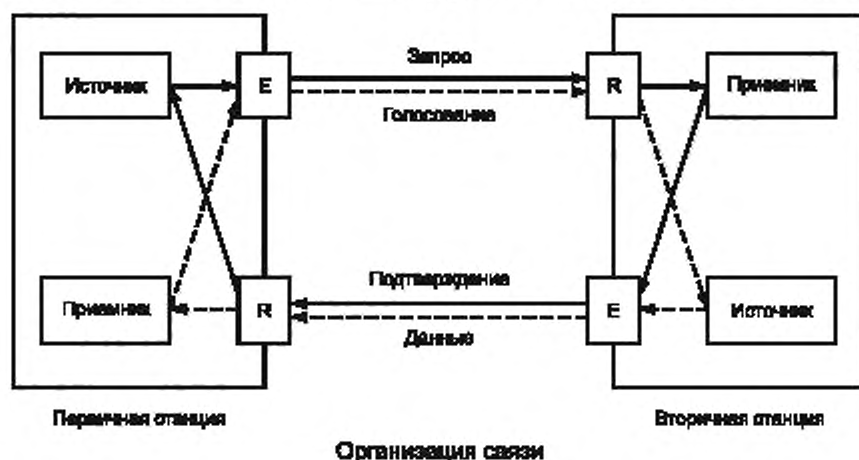 Запрос
Источник
E
R
Приемник
Голосование
Подтверждение
Приемник
R
E
Источник
Данные
Первичная станция
Вторичная станция
Организация связи